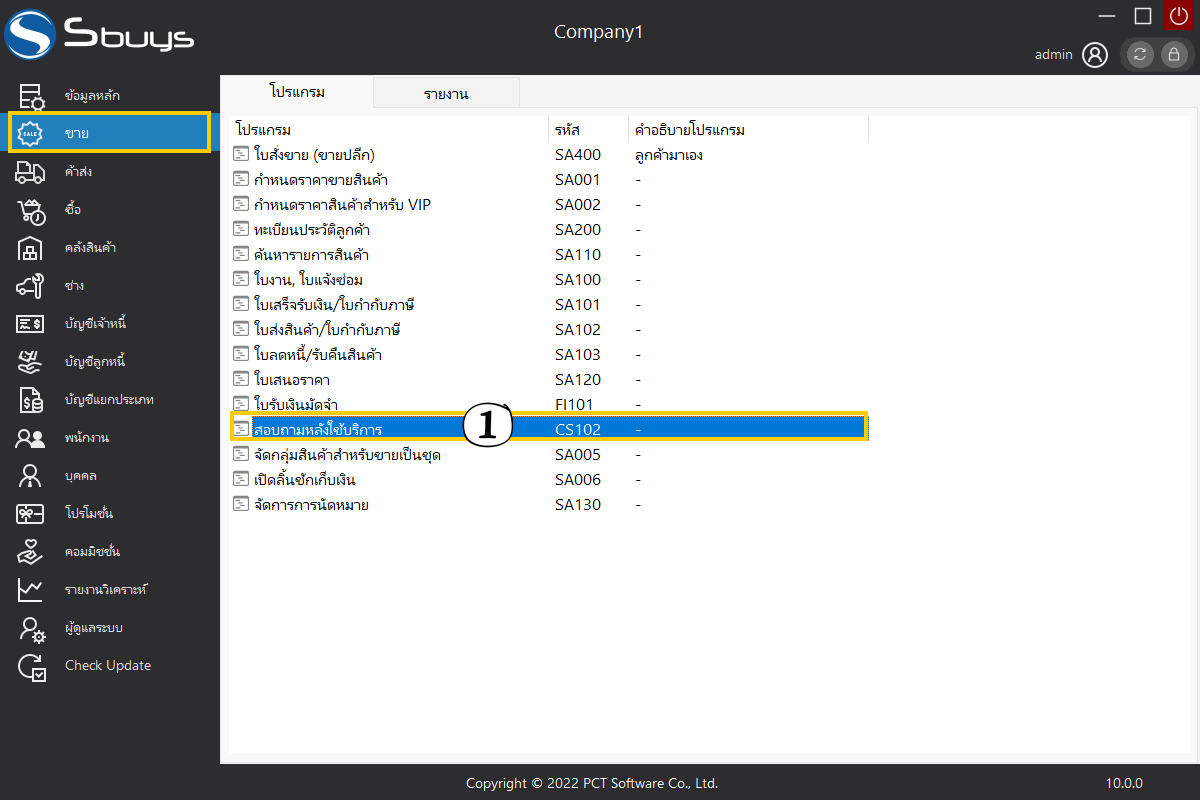 Sbuys
Company1
admin
ข้อมูลหลัก
ขาย
SALE
ค้าส่ง
ซื้อ
คลังสินค้า
ช่าง
บัญชีเจ้าหนี้
บัญชีลูกหนี้
บัญชีแยกประเภท
พนักงาน
บุคคล
โปรโมชั่น
คอมมิชชั่น
รายงานวิเคราะห์
ผู้ดูแลระบบ
Check Update
โปรแกรม รายงาน
โปรแกรม รหัส คำอธิบายโปรแกรม
ใบสั่งขาย (ขายปลีก) SA400 ลูกค้ามาเอง
กำหนดราคาขายสินค้า SA001 -
กำหนดราคาสินค้าสำหรับ VIP SA002 -
ทะเบียนประวัติลูกค้า SA200 -
ค้นหารายการสินค้า SA110 -
ใบงาน, ใบแจ้งซ่อม SA100 -
ใบเสร็จรับเงิน/ใบกำกับภาษี SA101 -
ใบส่งสินค้า/ใบกำกับภาษี SA102 -
ใบลดหนี้/รับคืนสินค้า SA103 -
ใบเสนอราคา SA120 -
ใบรับเงินมัดจำ FI101 -
สอบถามหลังใช้บริการ 1 CS102 -
จัดกลุ่มสินค้าสำหรับขายเป็นชุด SA005 -
เปิดลิ้นชักเก็บเงิน SA006 -
จัดการการนัดหมาย SA130 -
Copyright © 2022 PCT Software Co., Ltd. 10.0.0